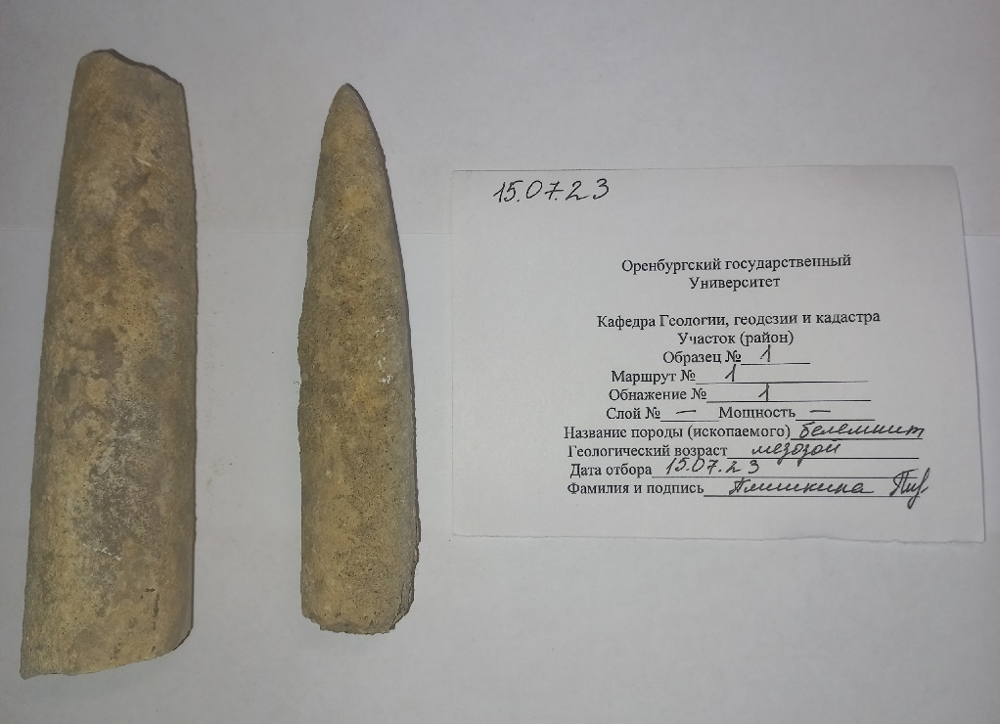 15.07.23
Оренбургский государственный
Университет
Кафедра Геологии, геодезии и кадастра
Участок (район)
Образец № 1
Маршрут № 1
Обнажение № 1
Слой № — Мощность —
Название породы (ископаемого) белемнит
Геологический возраст мезозой
Дата отбора 15.07.23
Фамилия и подпись